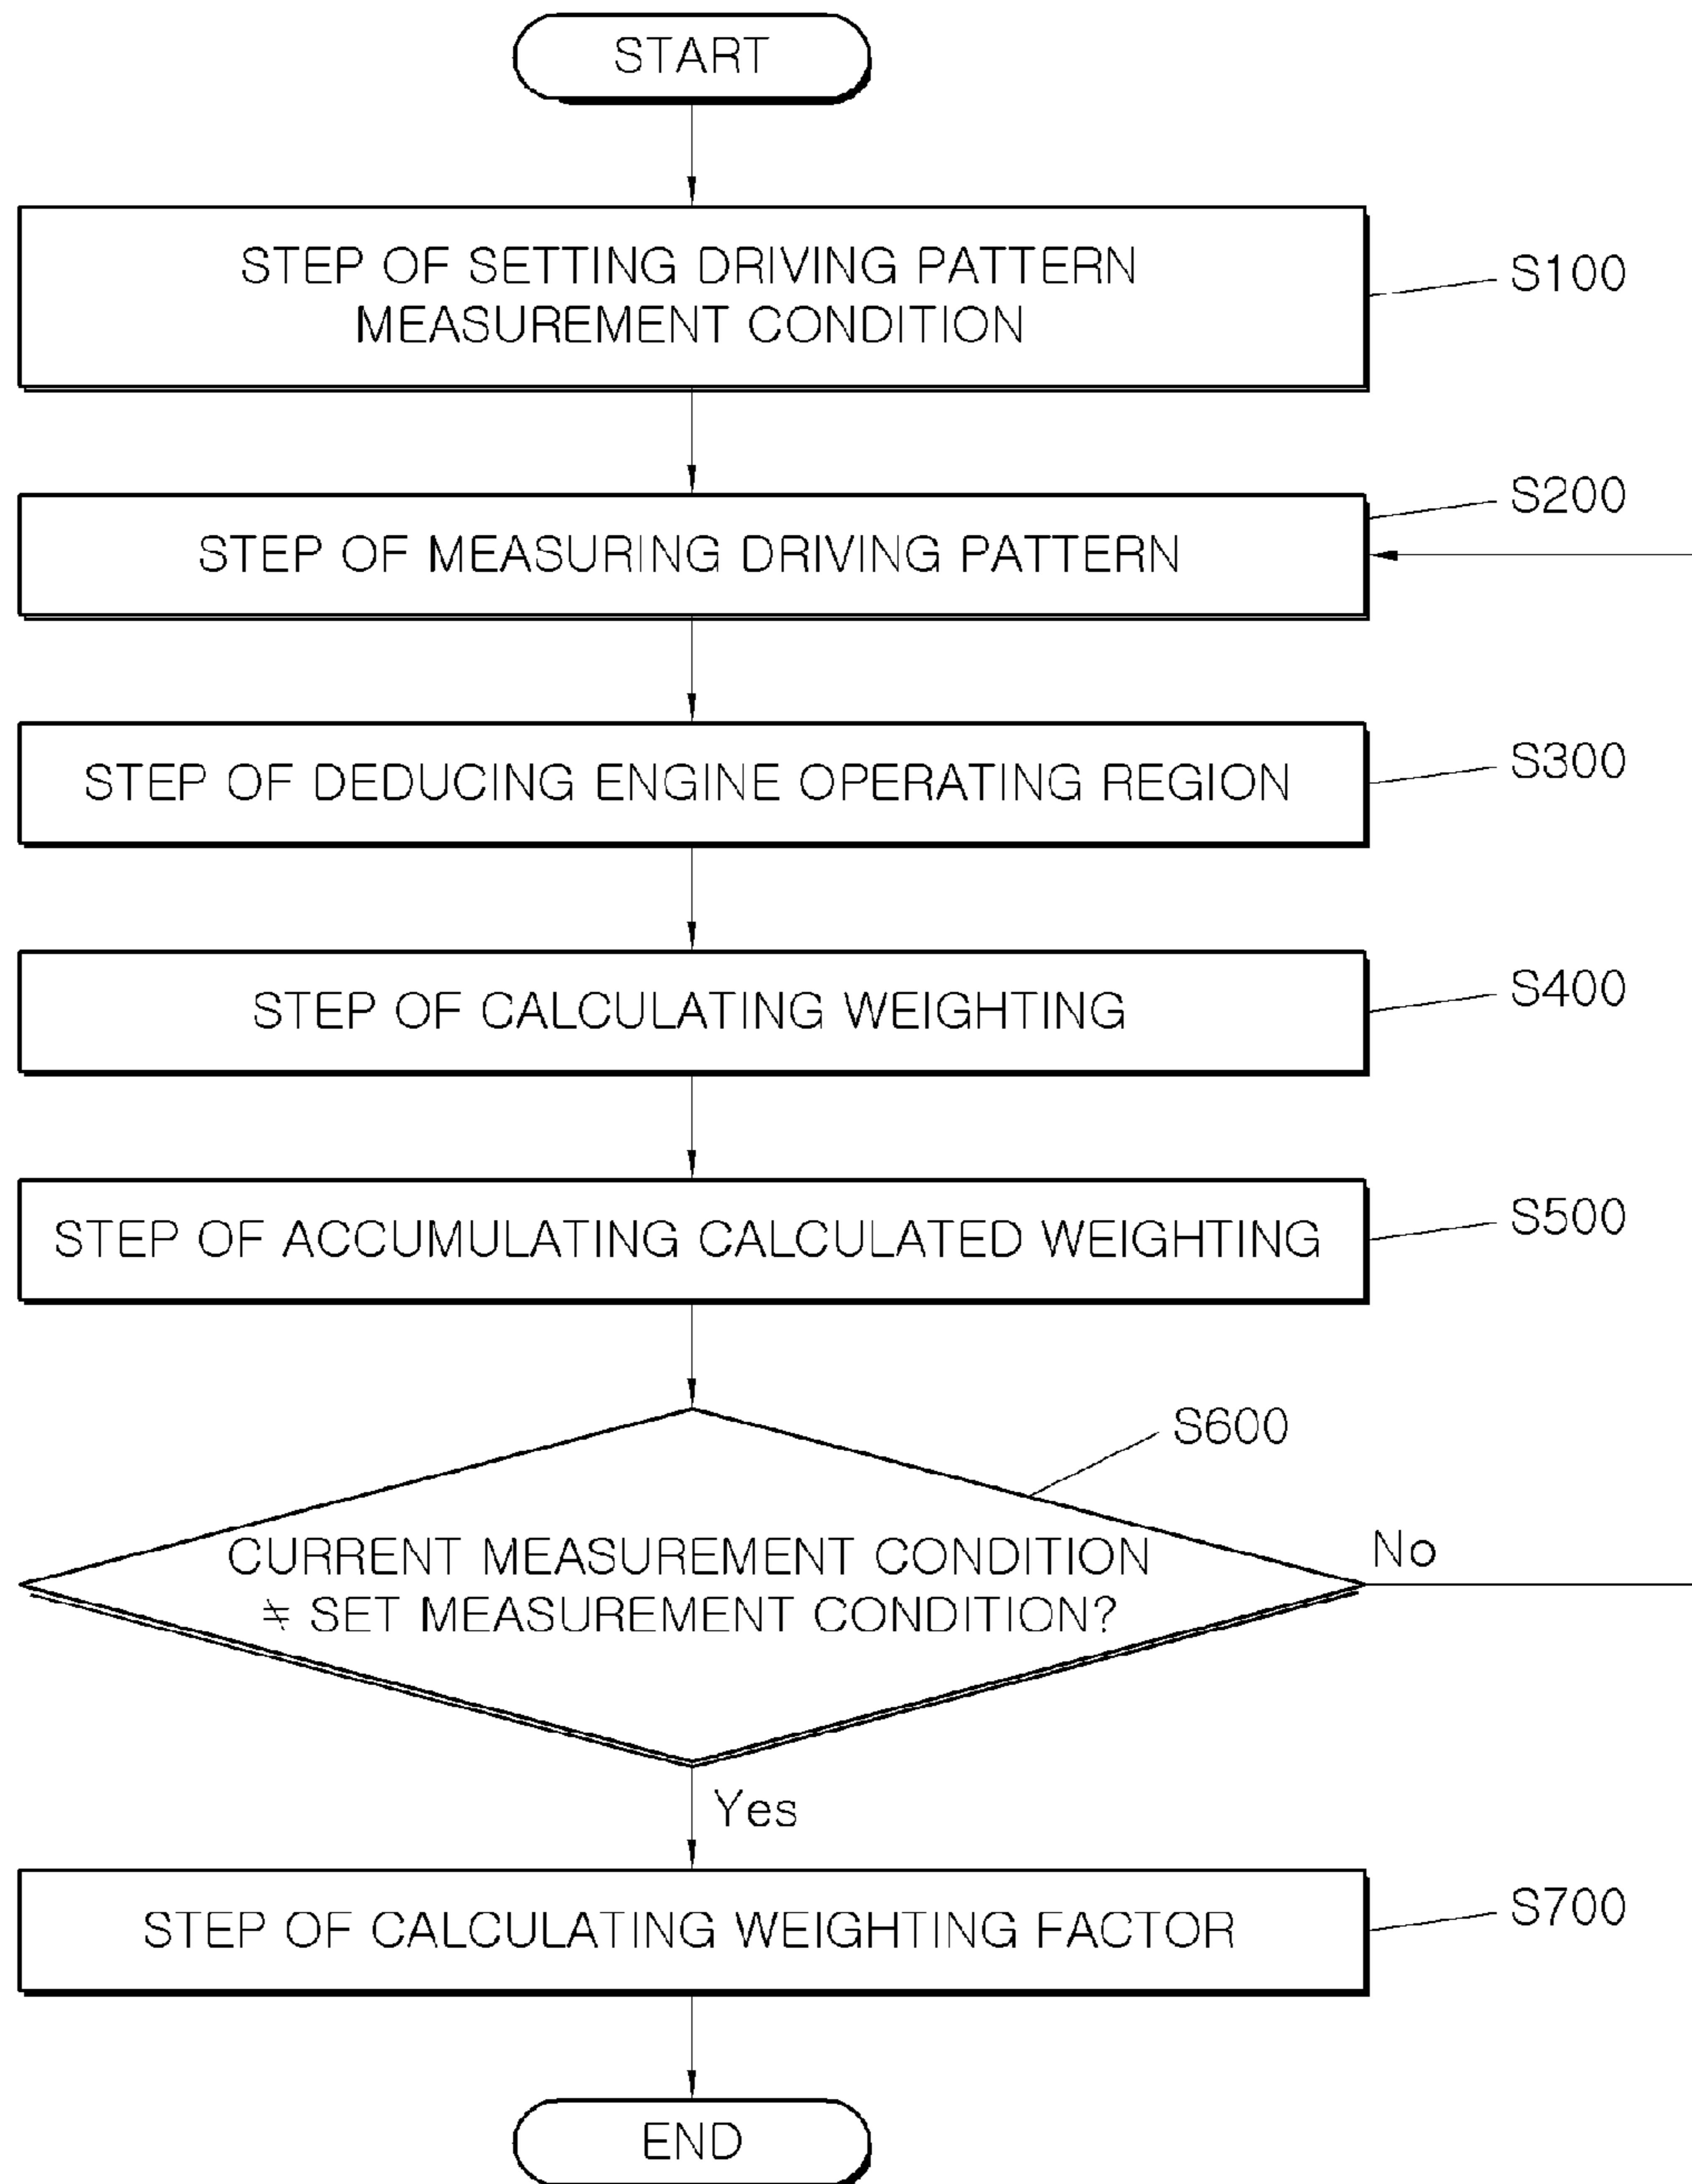 START
STEP OF SETTING DRIVING PATTERN
MEASUREMENT CONDITION
S100
S200
STEP OF MEASURING DRIVING PATTERN
S300
STEP OF DEDUCING ENGINE OPERATING REGION
S400
STEP OF CALCULATING WEIGHTING
S500
STEP OF ACCUMULATING CALCULATED WEIGHTING
S600
CURRENT MEASUREMENT CONDITION
≠ SET MEASUREMENT CONDITION?
No
Yes
S700
STEP OF CALCULATING WEIGHTING FACTOR
END